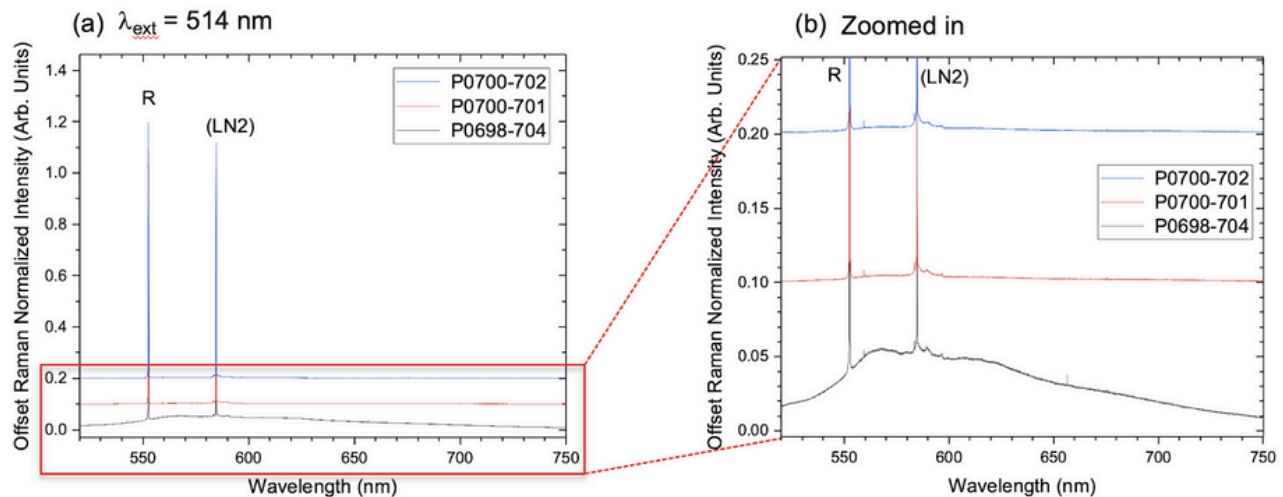 (a) λext = 514 nm
Offset Raman Normalized Intensity (Arb. Units)
1.4
1.2
1.0
0.8
0.6
0.4
0.2
0.0
R
(LN2)
P0700-702
P0700-701
P0698-704
550
600
650
700
750
Wavelength (nm)
(b) Zoomed in
Offset Raman Normalized Intensity (Arb. Units)
0.25
0.20
0.15
0.10
0.05
0.00
R
(LN2)
P0700-702
P0700-701
P0698-704
550
600
650
700
750
Wavelength (nm)